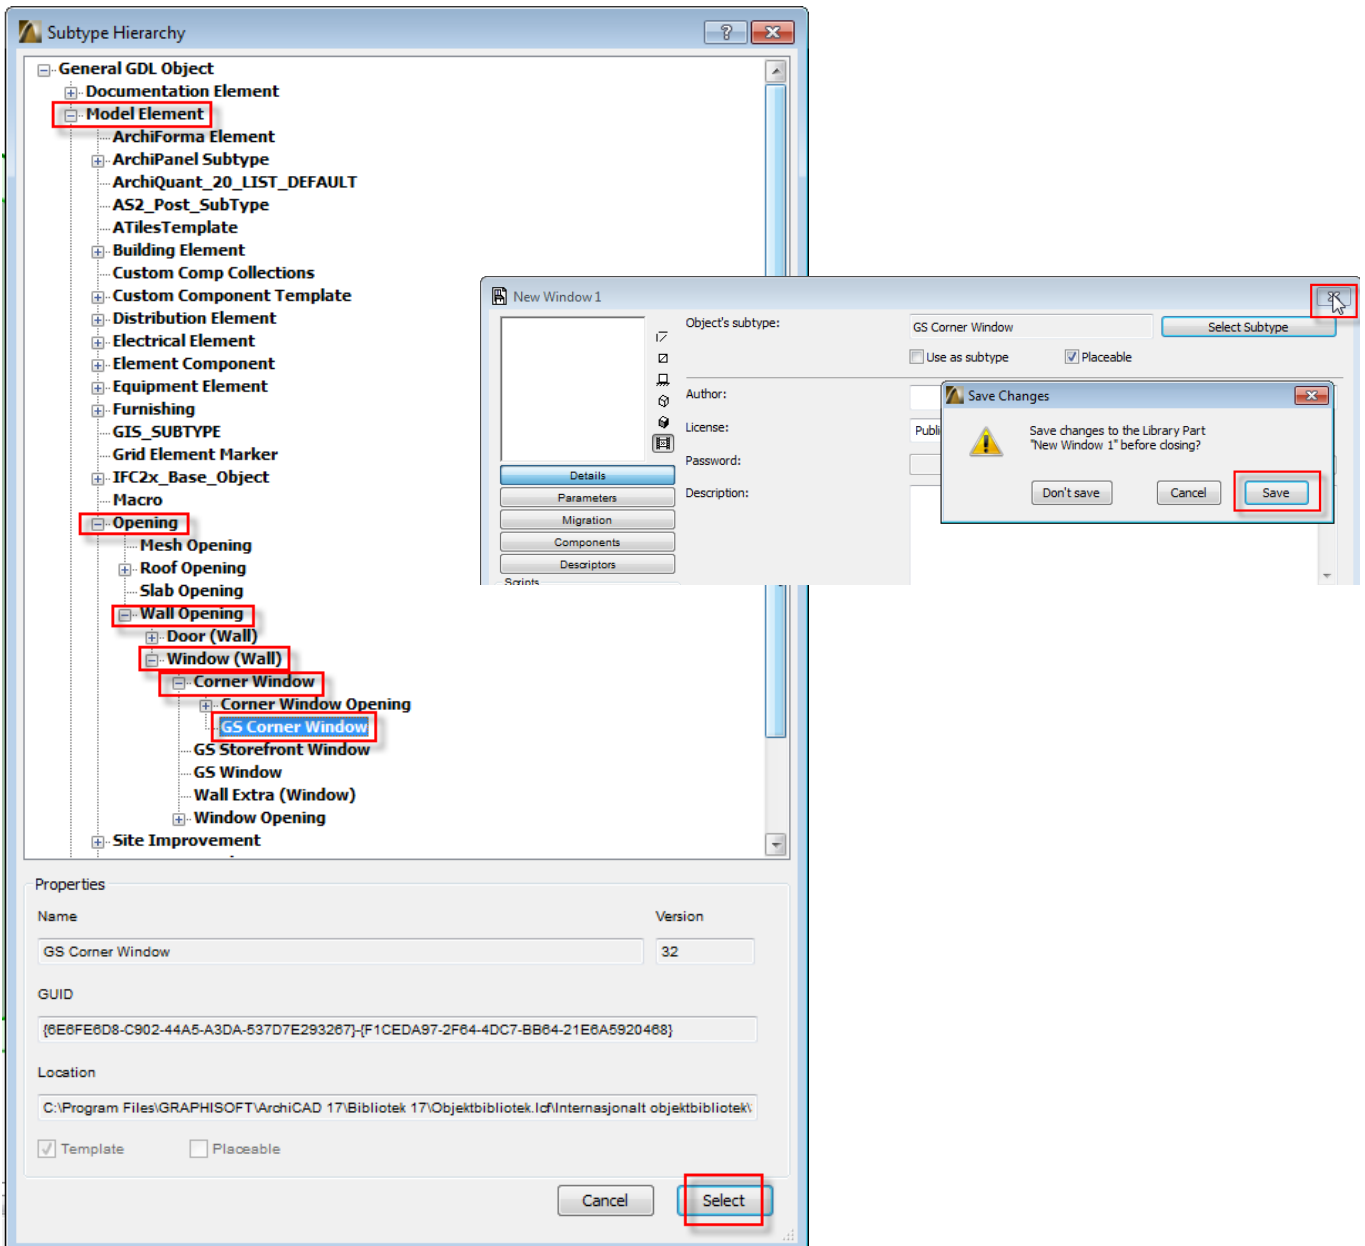 Subtype Hierarchy
General GDL Object
Documentation Element
Model Element
ArchiForma Element
ArchiPanel Subtype
ArchiQuant_20_LIST_DEFAULT
AS2_Post_SubType
ATilesTemplate
Building Element
Custom Comp Collections
Custom Component Template
Distribution Element
Electrical Element
Element Component
Equipment Element
Furnishing
GIS_SUBTYPE
Grid Element Marker
IFC2x_Base_Object
Macro
Opening
Mesh Opening
Roof Opening
Slab Opening
Wall Opening
Door (Wall)
Window (Wall)
Corner Window
Corner Window Opening
GS Corner Window
GS Storefront Window
GS Window
Wall Extra (Window)
Window Opening
Site Improvement
Properties
Name Version
GS Corner Window 32
GUID
{6E6FE6D8-C902-44A5-A3DA-537D7E293267}-{F1CEDA97-2F64-4DC7-BB64-21E6A5920468}
Location
C:\Program Files\GRAPHISOFT\ArchiCAD 17\Bibliotek 17\Objektbibliotek.lcf\Internasjonalt objektbibliotek\
Template Placeable
Cancel Select
New Window 1
Object's subtype: GS Corner Window Select Subtype
Use as subtype Placeable
Author:
License: Publi
Password:
Description:
Details
Parameters
Migration
Components
Descriptors
Scripts
Save Changes
Save changes to the Library Part
"New Window 1" before closing?
Don't save Cancel Save